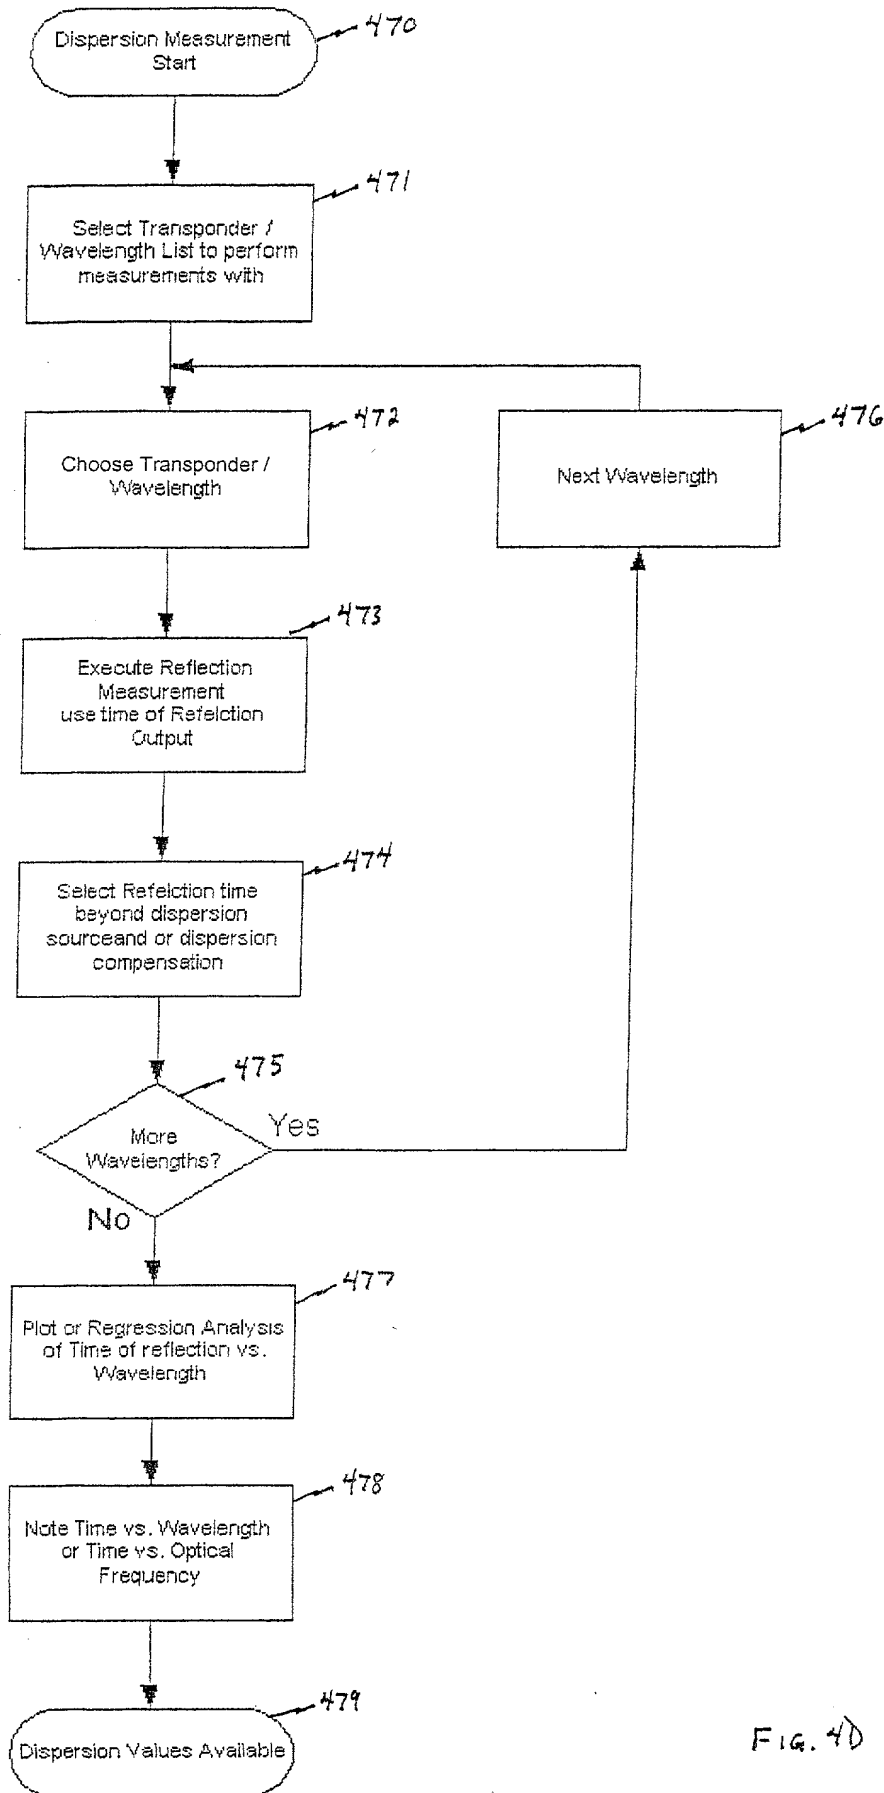 Dispersion Measurement
Start
470
471
Select Transponder /
Wavelength List to perform
measurements with
472
Choose Transponder /
Wavelength
476
Next Wavelength
473
Execute Reflection
Measurement
use time of Refelction
Output
474
Select Refelction time
beyond dispersion
sourceand or dispersion
compensation
475
More
Wavelengths?
Yes
No
477
Plot or Regression Analysis
of Time of reflection vs.
Wavelength
478
Note Time vs. Wavelength
or Time vs. Optical
Frequency
479
Dispersion Values Available
FIG. 4D